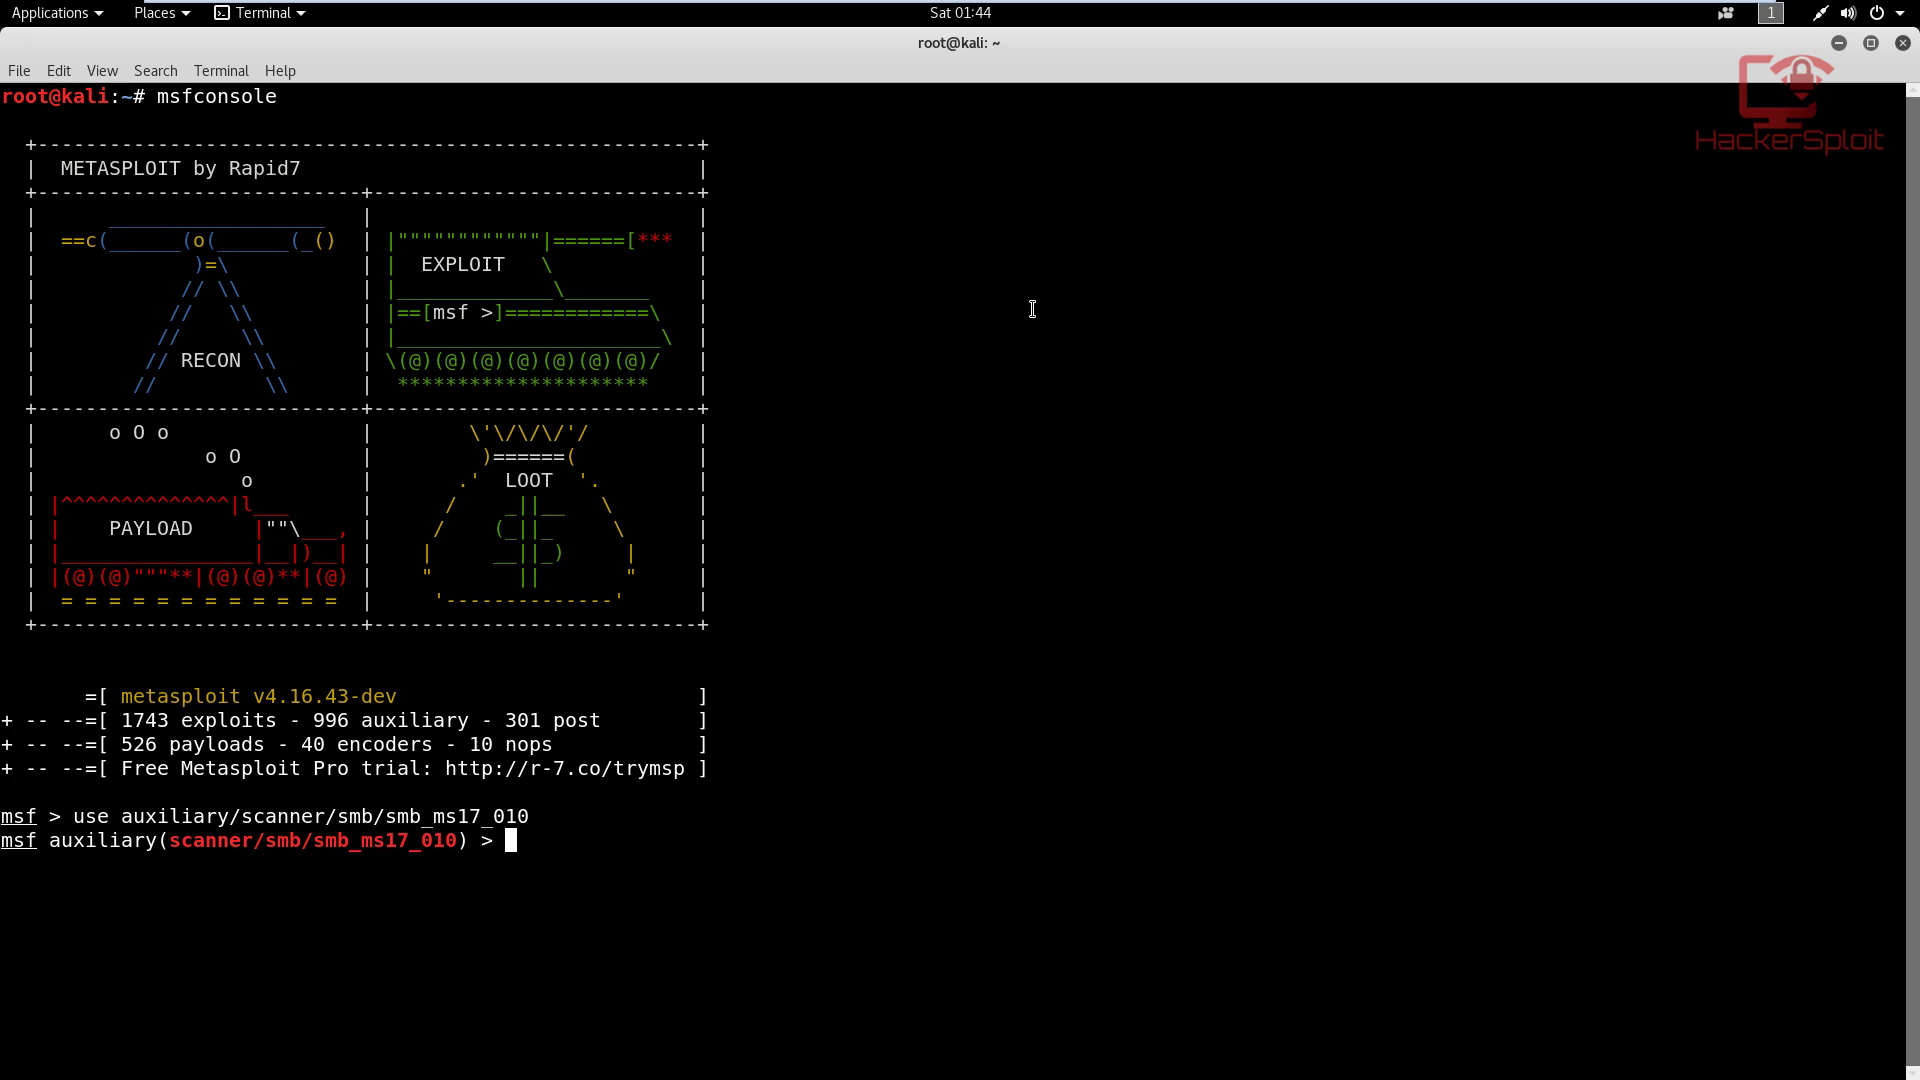 Applications Places Terminal Sat 01:44 1
root@kali: ~
File Edit View Search Terminal Help
HackerSploit
root@kali:~# msfconsole
METASPLOIT by Rapid7
EXPLOIT
==[msf >]============\
RECON
LOOT
PAYLOAD
=[ metasploit v4.16.43-dev ]
+ -- --=[ 1743 exploits - 996 auxiliary - 301 post ]
+ -- --=[ 526 payloads - 40 encoders - 10 nops ]
+ -- --=[ Free Metasploit Pro trial: http://r-7.co/trymsp ]
msf > use auxiliary/scanner/smb/smb_ms17_010
msf auxiliary(scanner/smb/smb_ms17_010) >